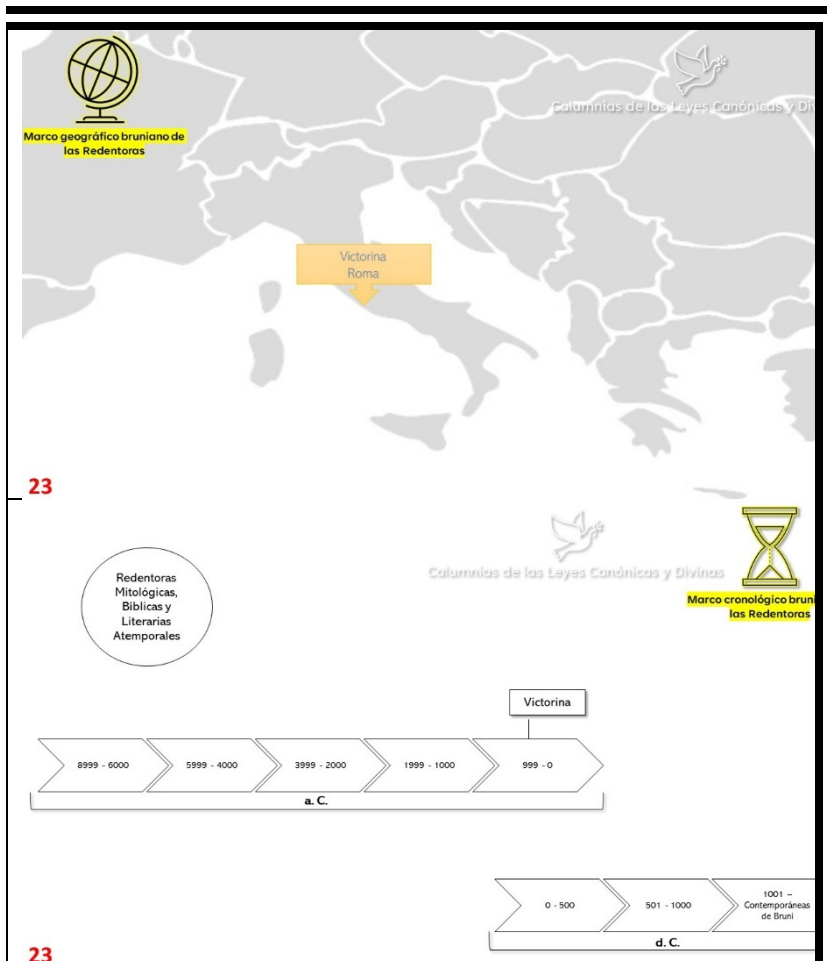 Marco geográfico bruniano de
las Redentoras
Calumnias de las Leyes Canónicas y Di
Victorina
Roma
23
Calumnias de las Leyes Canónicas y Divinas
Marco cronológico bruni
las Redentoras
Redentoras
Mitológicas,
Bíblicas y
Literarias
Atemporales
Victorina
8999 - 6000
5999 - 4000
3999 - 2000
1999 - 1000
999 - 0
a. C.
0 - 500
501 - 1000
1001 –
Contemporáneas
de Bruni
d. C.
23